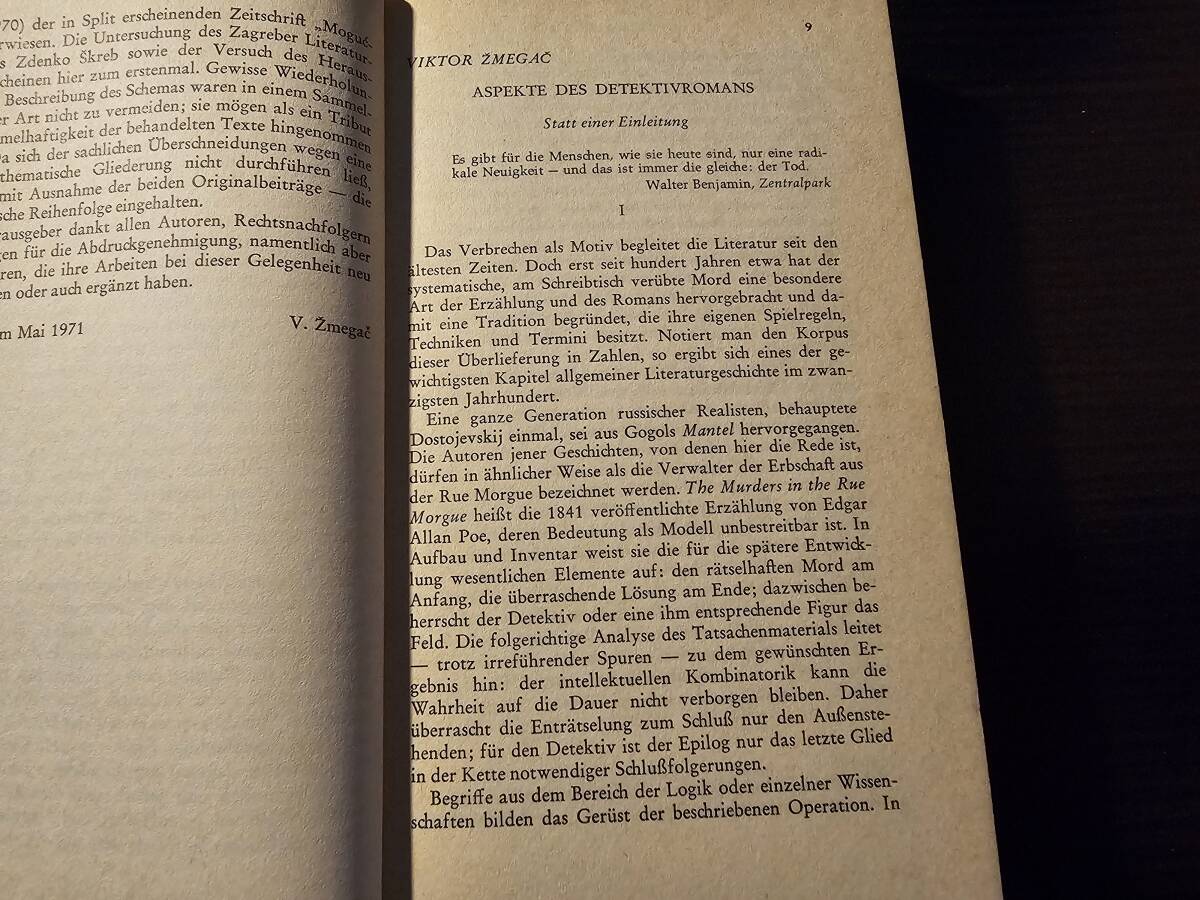 70) der in Split erscheinenden Zeitschrift „Moguć-
rwiesen. Die Untersuchung des Zagreber Literatur-
s Zdenko Škreb sowie der Versuch des Heraus-
cheinen hier zum erstenmal. Gewisse Wiederholun-
Beschreibung des Schemas waren in einem Sammel-
er Art nicht zu vermeiden; sie mögen als ein Tribut
melhaftigkeit der behandelten Texte hingenommen
a sich der sachlichen Überschneidungen wegen eine
thematische Gliederung nicht durchführen ließ,
mit Ausnahme der beiden Originalbeiträge — die
sche Reihenfolge eingehalten.
rausgeber dankt allen Autoren, Rechtsnachfolgern
gen für die Abdruckgenehmigung, namentlich aber
ren, die ihre Arbeiten bei dieser Gelegenheit neu
en oder auch ergänzt haben.
m Mai 1971 V. Žmegač
9
VIKTOR ŽMEGAČ
ASPEKTE DES DETEKTIVROMANS
Statt einer Einleitung
Es gibt für die Menschen, wie sie heute sind, nur eine radi-
kale Neuigkeit — und das ist immer die gleiche: der Tod.
Walter Benjamin, Zentralpark
I
Das Verbrechen als Motiv begleitet die Literatur seit den
ältesten Zeiten. Doch erst seit hundert Jahren etwa hat der
systematische, am Schreibtisch verübte Mord eine besondere
Art der Erzählung und des Romans hervorgebracht und da-
mit eine Tradition begründet, die ihre eigenen Spielregeln,
Techniken und Termini besitzt. Notiert man den Korpus
dieser Überlieferung in Zahlen, so ergibt sich eines der ge-
wichtigsten Kapitel allgemeiner Literaturgeschichte im zwan-
zigsten Jahrhundert.
Eine ganze Generation russischer Realisten, behauptete
Dostojevskij einmal, sei aus Gogols Mantel hervorgegangen.
Die Autoren jener Geschichten, von denen hier die Rede ist,
dürfen in ähnlicher Weise als die Verwalter der Erbschaft aus
der Rue Morgue bezeichnet werden. The Murders in the Rue
Morgue heißt die 1841 veröffentlichte Erzählung von Edgar
Allan Poe, deren Bedeutung als Modell unbestreitbar ist. In
Aufbau und Inventar weist sie die für die spätere Entwick-
lung wesentlichen Elemente auf: den rätselhaften Mord am
Anfang, die überraschende Lösung am Ende; dazwischen be-
herrscht der Detektiv oder eine ihm entsprechende Figur das
Feld. Die folgerichtige Analyse des Tatsachenmaterials leitet
— trotz irreführender Spuren — zu dem gewünschten Er-
gebnis hin: der intellektuellen Kombinatorik kann die
Wahrheit auf die Dauer nicht verborgen bleiben. Daher
überrascht die Enträtselung zum Schluß nur den Außenste-
henden; für den Detektiv ist der Epilog nur das letzte Glied
in der Kette notwendiger Schlußfolgerungen.
Begriffe aus dem Bereich der Logik oder einzelner Wissen-
schaften bilden das Gerüst der beschriebenen Operation. In